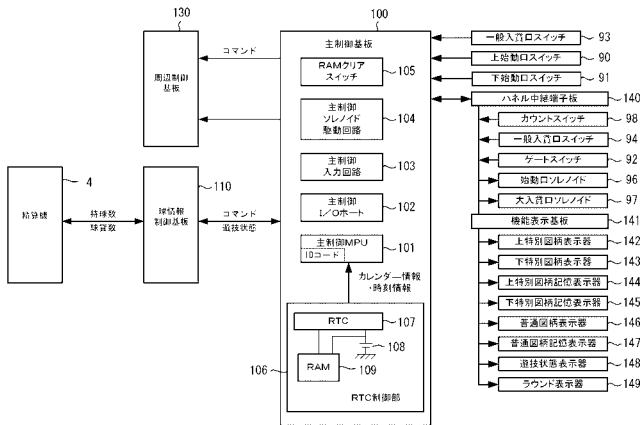 130
周辺制御
基板
コマンド
4
精算機
持球数
球貸数
110
球情報
制御基板
コマンド
遊技状態
100
主制御基板
RAMクリア
スイッチ
105
主制御
ソレノイド
駆動回路
104
主制御
入力回路
103
主制御
I/Oポート
102
主制御MPU
IDコード
101
カレンダー情報
・時刻情報
RTC
107
108
RAM
109
106
RTC制御部
一般入賞口スイッチ
93
上始動口スイッチ
90
下始動口スイッチ
91
パネル中継端子板
140
カウントスイッチ
98
一般入賞口スイッチ
94
ゲートスイッチ
92
始動口ソレノイド
96
大入賞口ソレノイド
97
機能表示基板
141
上特別図柄表示器
142
下特別図柄表示器
143
上特別図柄記憶表示器
144
下特別図柄記憶表示器
145
普通図柄表示器
146
普通図柄記憶表示器
147
遊技状態表示器
148
ラウンド表示器
149